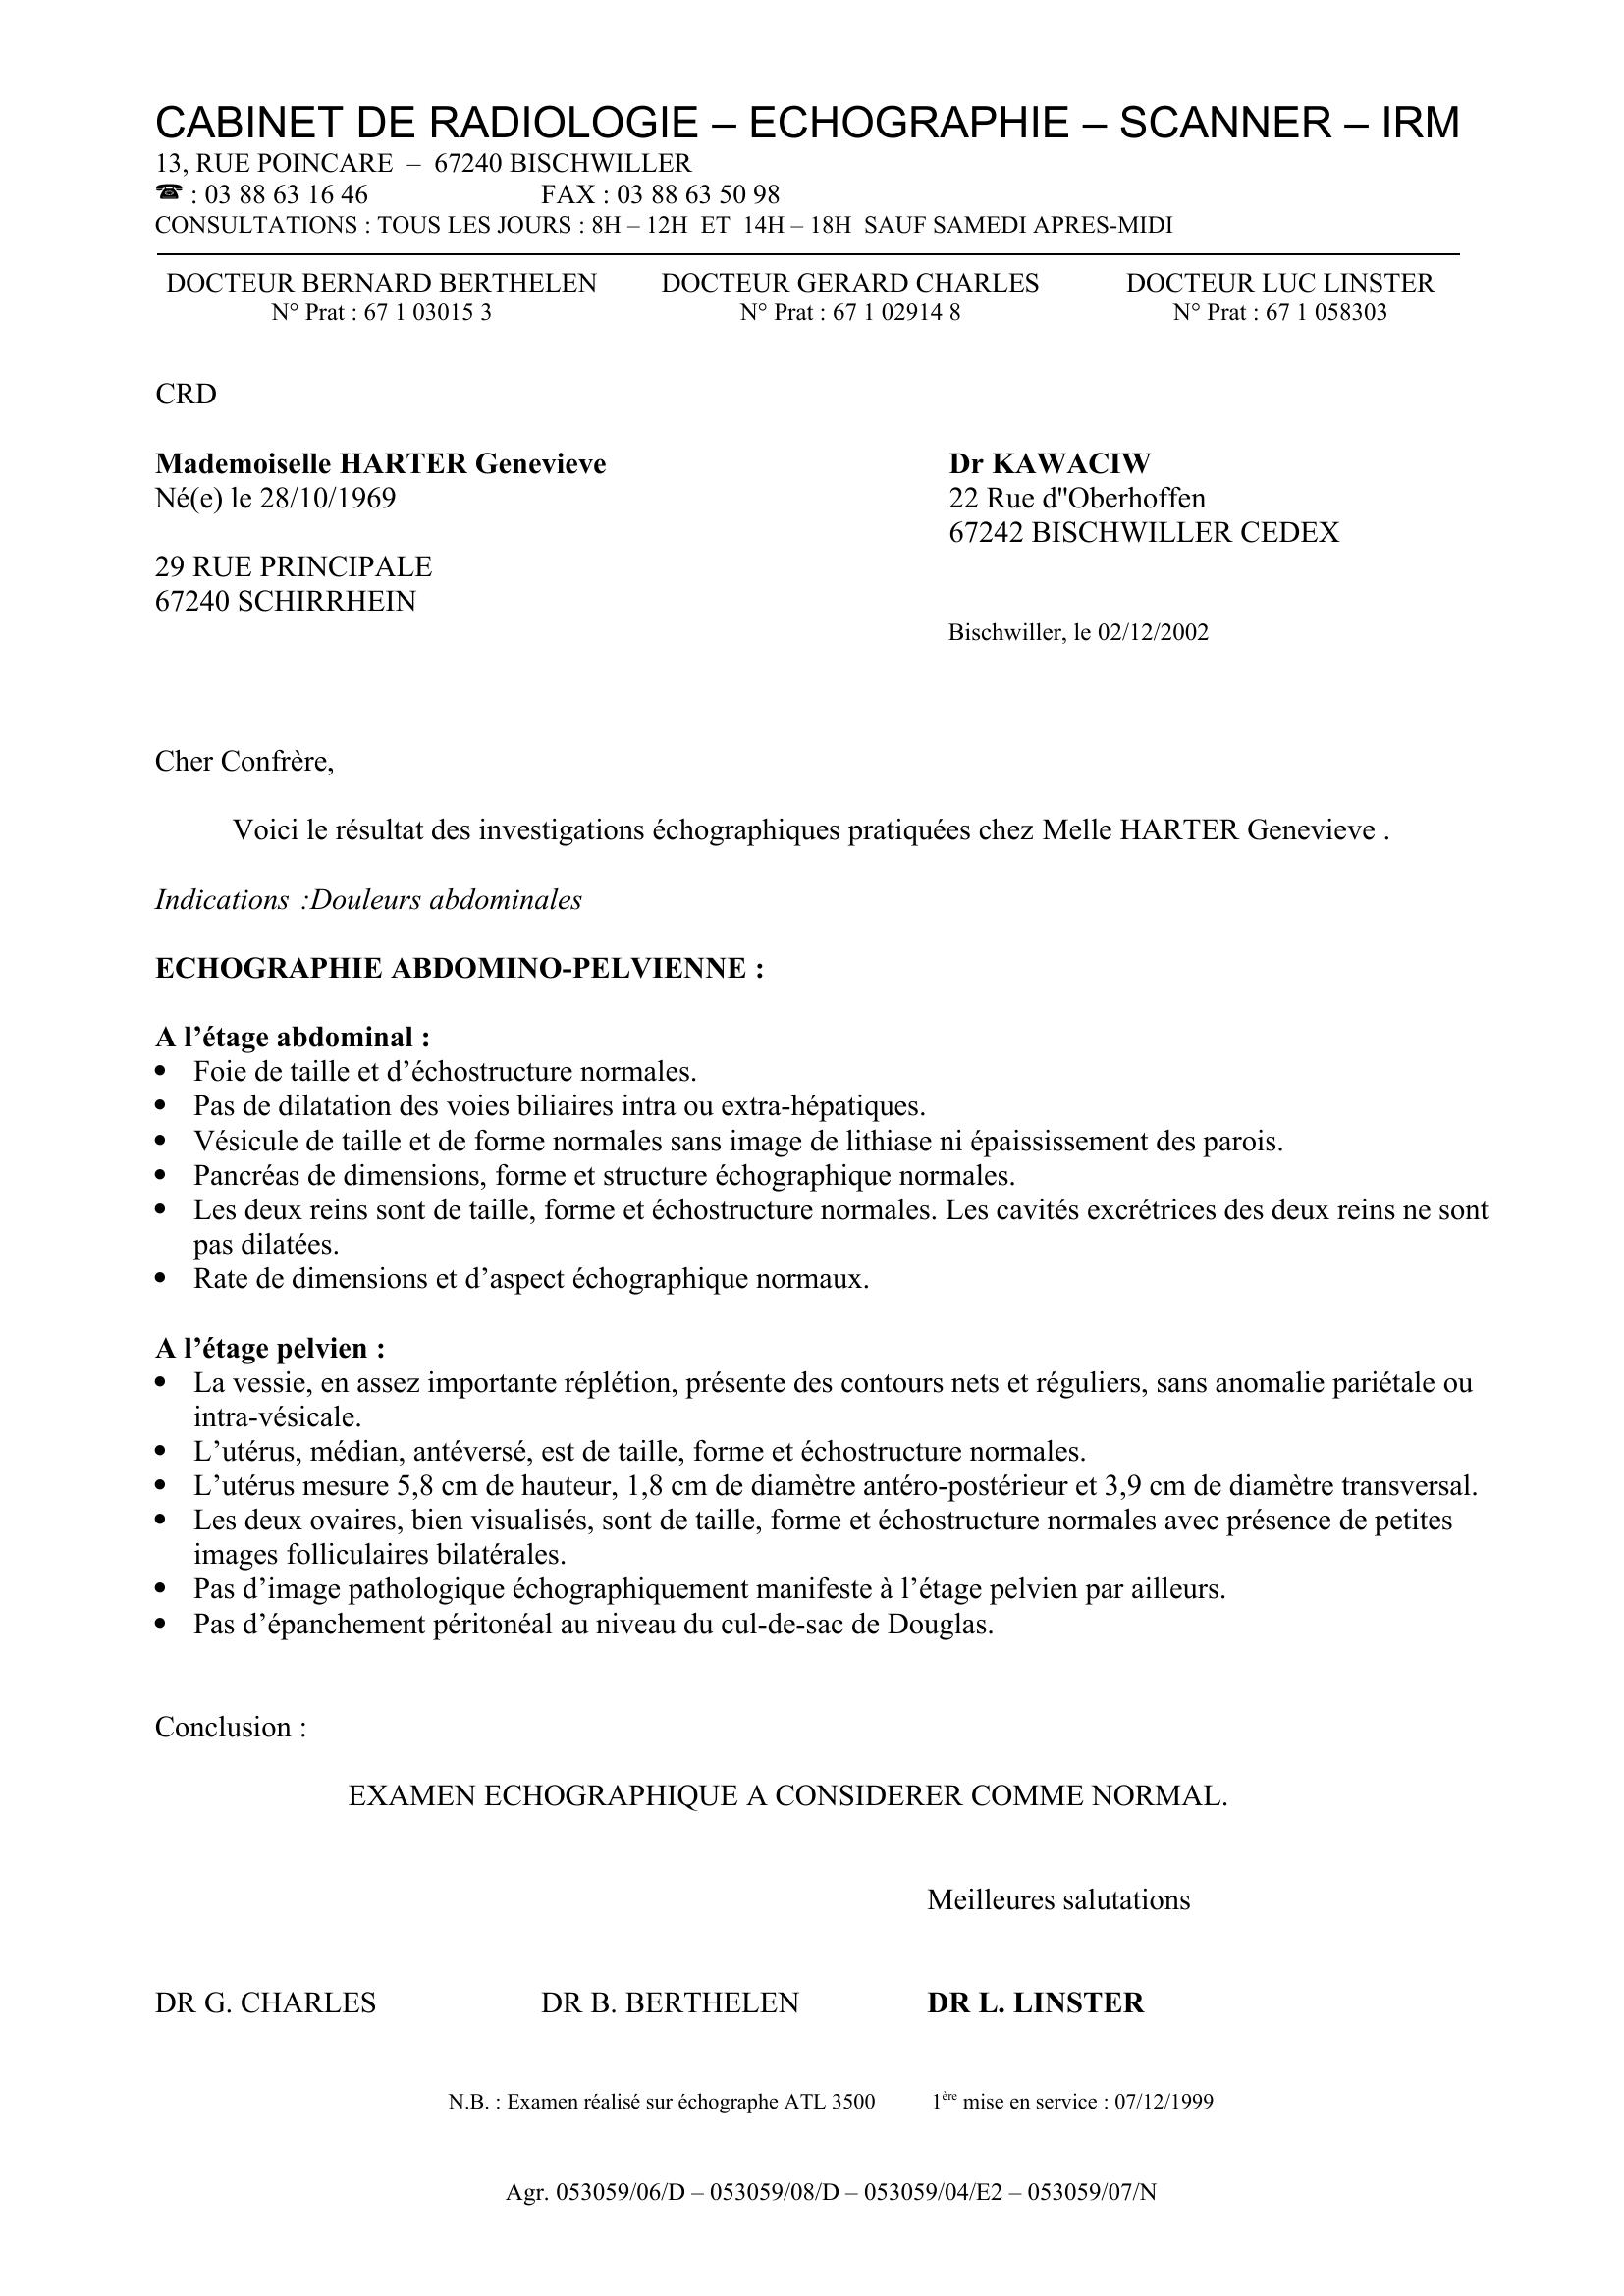 CABINET DE RADIOLOGIE – ECHOGRAPHIE – SCANNER – IRM
13, RUE POINCARE – 67240 BISCHWILLER
☎ : 03 88 63 16 46 FAX : 03 88 63 50 98
CONSULTATIONS : TOUS LES JOURS : 8H – 12H ET 14H – 18H SAUF SAMEDI APRES-MIDI
DOCTEUR BERNARD BERTHELEN DOCTEUR GERARD CHARLES DOCTEUR LUC LINSTER
N° Prat : 67 1 03015 3 N° Prat : 67 1 02914 8 N° Prat : 67 1 058303
CRD
Mademoiselle HARTER Genevieve Dr KAWACIW
Né(e) le 28/10/1969 22 Rue d"Oberhoffen
67242 BISCHWILLER CEDEX
29 RUE PRINCIPALE
67240 SCHIRRHEIN
Bischwiller, le 02/12/2002
Cher Confrère,
Voici le résultat des investigations échographiques pratiquées chez Melle HARTER Genevieve .
Indications :Douleurs abdominales
ECHOGRAPHIE ABDOMINO-PELVIENNE :
A l’étage abdominal :
• Foie de taille et d’échostructure normales.
• Pas de dilatation des voies biliaires intra ou extra-hépatiques.
• Vésicule de taille et de forme normales sans image de lithiase ni épaississement des parois.
• Pancréas de dimensions, forme et structure échographique normales.
• Les deux reins sont de taille, forme et échostructure normales. Les cavités excrétrices des deux reins ne sont
pas dilatées.
• Rate de dimensions et d’aspect échographique normaux.
A l’étage pelvien :
• La vessie, en assez importante réplétion, présente des contours nets et réguliers, sans anomalie pariétale ou
intra-vésicale.
• L’utérus, médian, antéversé, est de taille, forme et échostructure normales.
• L’utérus mesure 5,8 cm de hauteur, 1,8 cm de diamètre antéro-postérieur et 3,9 cm de diamètre transversal.
• Les deux ovaires, bien visualisés, sont de taille, forme et échostructure normales avec présence de petites
images folliculaires bilatérales.
• Pas d’image pathologique échographiquement manifeste à l’étage pelvien par ailleurs.
• Pas d’épanchement péritonéal au niveau du cul-de-sac de Douglas.
Conclusion :
EXAMEN ECHOGRAPHIQUE A CONSIDERER COMME NORMAL.
Meilleures salutations
DR G. CHARLES DR B. BERTHELEN DR L. LINSTER
N.B. : Examen réalisé sur échographe ATL 3500 1ère mise en service : 07/12/1999
Agr. 053059/06/D – 053059/08/D – 053059/04/E2 – 053059/07/N